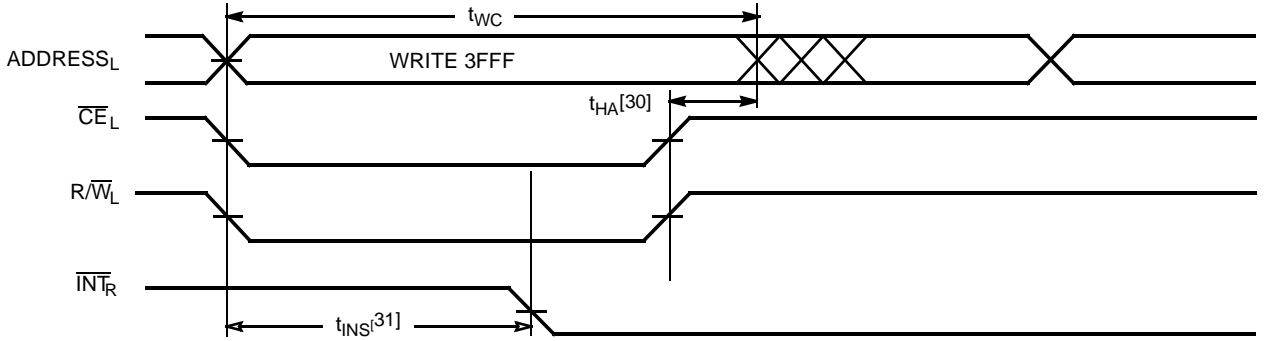 tWC
ADDRESSL
WRITE 3FFF
tHA[30]
CEL
R/WL
INTR
tINS[31]